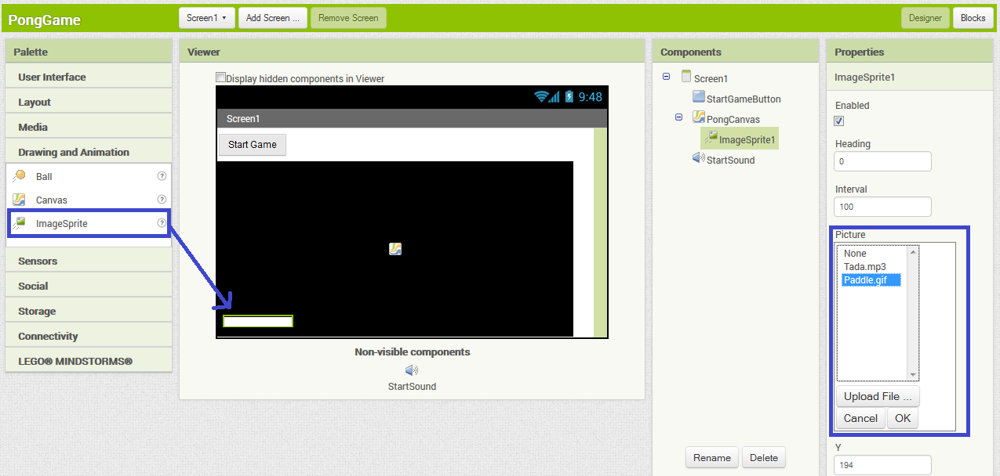 PongGame
Screen1
Add Screen ...
Remove Screen
Designer
Blocks
Palette
User Interface
Layout
Media
Drawing and Animation
Ball
Canvas
ImageSprite
Sensors
Social
Storage
Connectivity
LEGO® MINDSTORMS®
Viewer
Display hidden components in Viewer
9:48
Screen1
Start Game
Non-visible components
StartSound
Components
Screen1
StartGameButton
PongCanvas
ImageSprite1
StartSound
Rename
Delete
Properties
ImageSprite1
Enabled
Heading
0
Interval
100
Picture
None
Tada.mp3
Paddle.gif
Upload File ...
Cancel
OK
Y
194